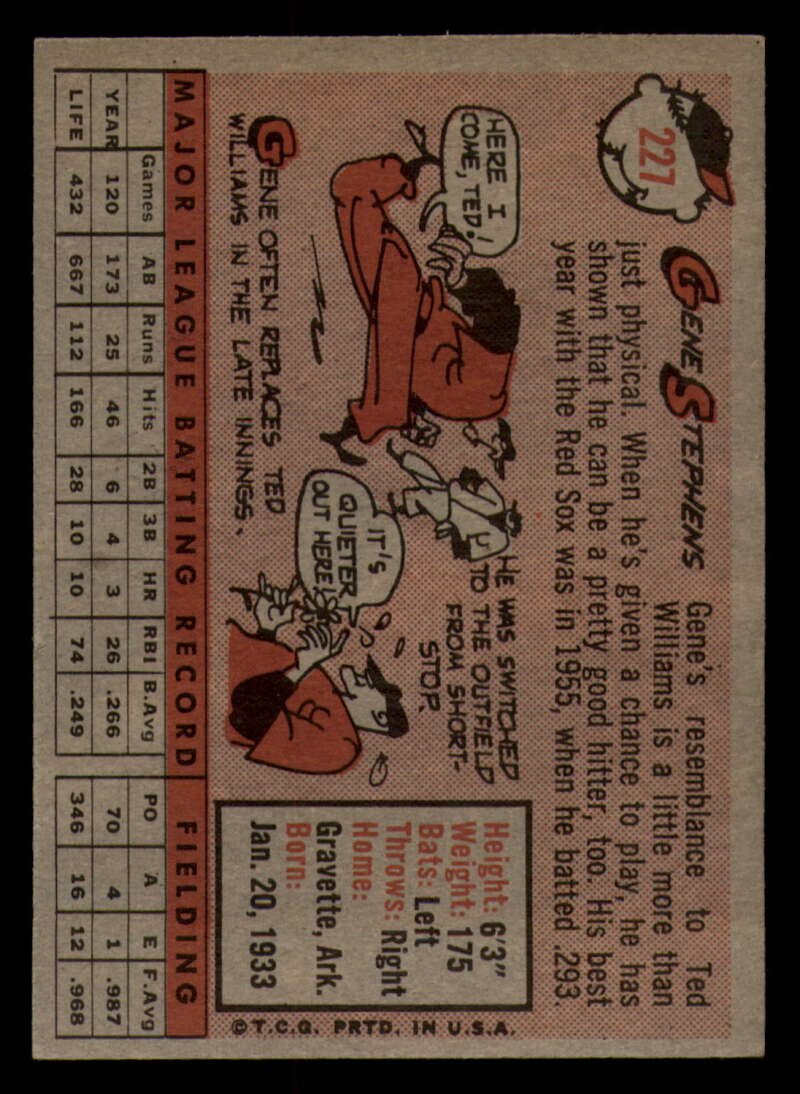 227
GENE STEPHENS
Gene's resemblance to Ted
Williams is a little more than
just physical. When he's given a chance to play, he has
shown that he can be a pretty good hitter, too. His best
year with the Red Sox was in 1955, when he batted .293.
HERE I
COME, TED!
GENE OFTEN REPLACES TED
WILLIAMS IN THE LATE INNINGS.
HE WAS SWITCHED
TO THE OUTFIELD
FROM SHORT-
STOP.
IT'S
QUIETER
OUT HERE!
Height: 6'3"
Weight: 175
Bats: Left
Throws: Right
Home:
Gravette, Ark.
Born:
Jan. 20, 1933
©T.C.G. PRTD. IN U.S.A.
MAJOR LEAGUE BATTING RECORD FIELDING
Games AB Runs Hits 2B 3B HR RBI B.Avg PO A E F.Avg
YEAR 120 173 25 46 6 4 3 26 .266 70 4 1 .987
LIFE 432 667 112 166 28 10 10 74 .249 346 16 12 .968